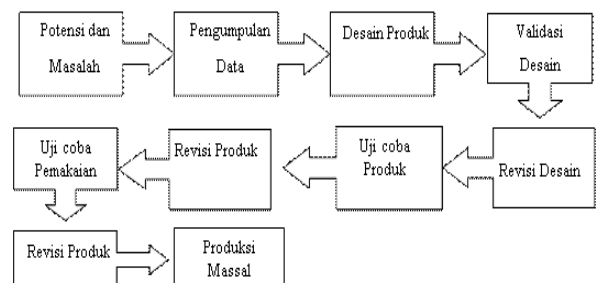 Potensi dan
Masalah
Pengumpulan
Data
Desain Produk
Validasi
Desain
Revisi Desain
Uji coba
Produk
Revisi Produk
Uji coba
Pemakaian
Revisi Produk
Produksi
Massal